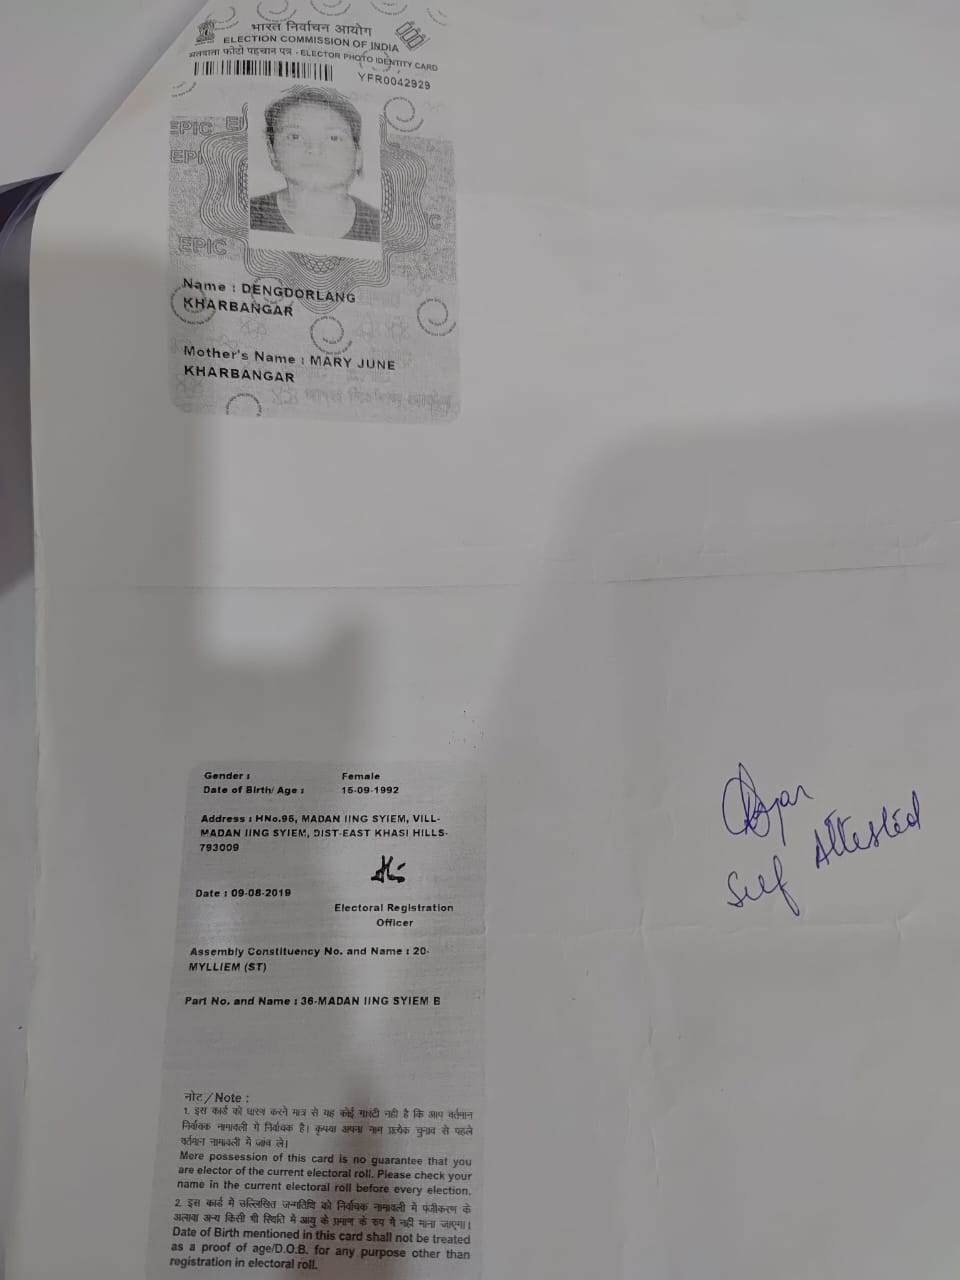 भारत निर्वाचन आयोग
ELECTION COMMISSION OF INDIA
मतदाता फोटो पहचान पत्र - ELECTOR PHOTO IDENTITY CARD
YFR0042929
EPIC
EPIC
Name : DENGDORLANG
KHARBANGAR
Mother's Name : MARY JUNE
KHARBANGAR
Gender : Female
Date of Birth/ Age : 15-09-1992
Address : HNo.95, MADAN IING SYIEM, VILL-
MADAN IING SYIEM, DIST-EAST KHASI HILLS-
793009
Date : 09-08-2019
Electoral Registration
Officer
Assembly Constituency No. and Name : 20-
MYLLIEM (ST)
Part No. and Name : 36-MADAN IING SYIEM B
Self Attested
नोट/Note :
1. इस कार्ड को धारण करने मात्र से यह कोई गारंटी नही है कि आप वर्तमान
निर्वाचक नामावली में निर्वाचक है। कृपया अपना नाम प्रत्येक चुनाव से पहले
वर्तमान नामावली में जांच ले।
Mere possession of this card is no guarantee that you
are elector of the current electoral roll. Please check your
name in the current electoral roll before every election.
2. इस कार्ड में उल्लिखित जन्मतिथि को निर्वाचक नामावली में पंजीकरण के
अलावा अन्य किसी भी स्थिति में आयु के प्रमाण के रुप में नही माना जाएगा।
Date of Birth mentioned in this card shall not be treated
as a proof of age/D.O.B. for any purpose other than
registration in electoral roll.